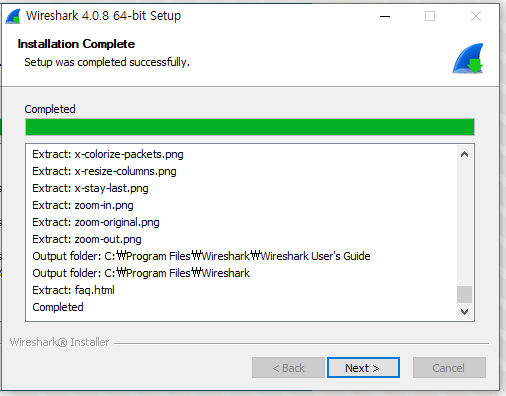 Wireshark 4.0.8 64-bit Setup
Installation Complete
Setup was completed successfully.
Completed
Extract: x-colorize-packets.png
Extract: x-resize-columns.png
Extract: x-stay-last.png
Extract: zoom-in.png
Extract: zoom-original.png
Extract: zoom-out.png
Output folder: C:₩Program Files₩Wireshark₩Wireshark User's Guide
Output folder: C:₩Program Files₩Wireshark
Extract: faq.html
Completed
Wireshark® Installer
< Back
Next >
Cancel